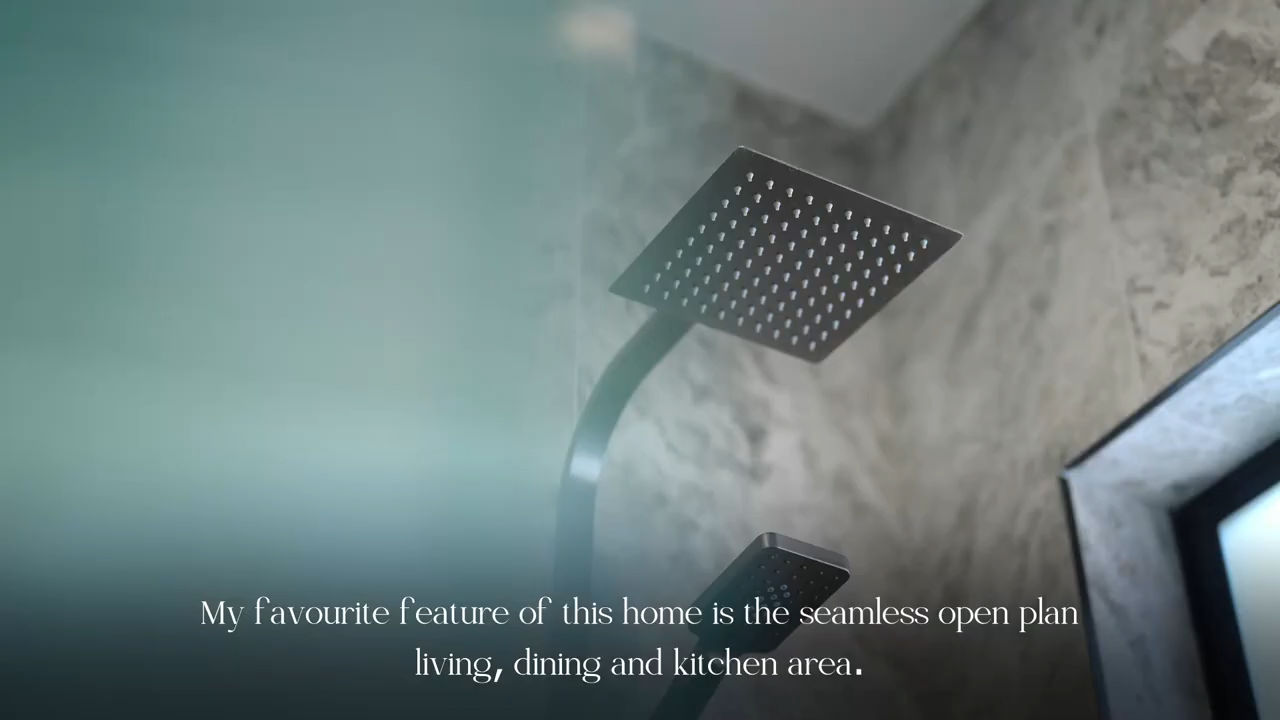 My favourite feature of this home is the seamless open plan
living, dining and kitchen area.